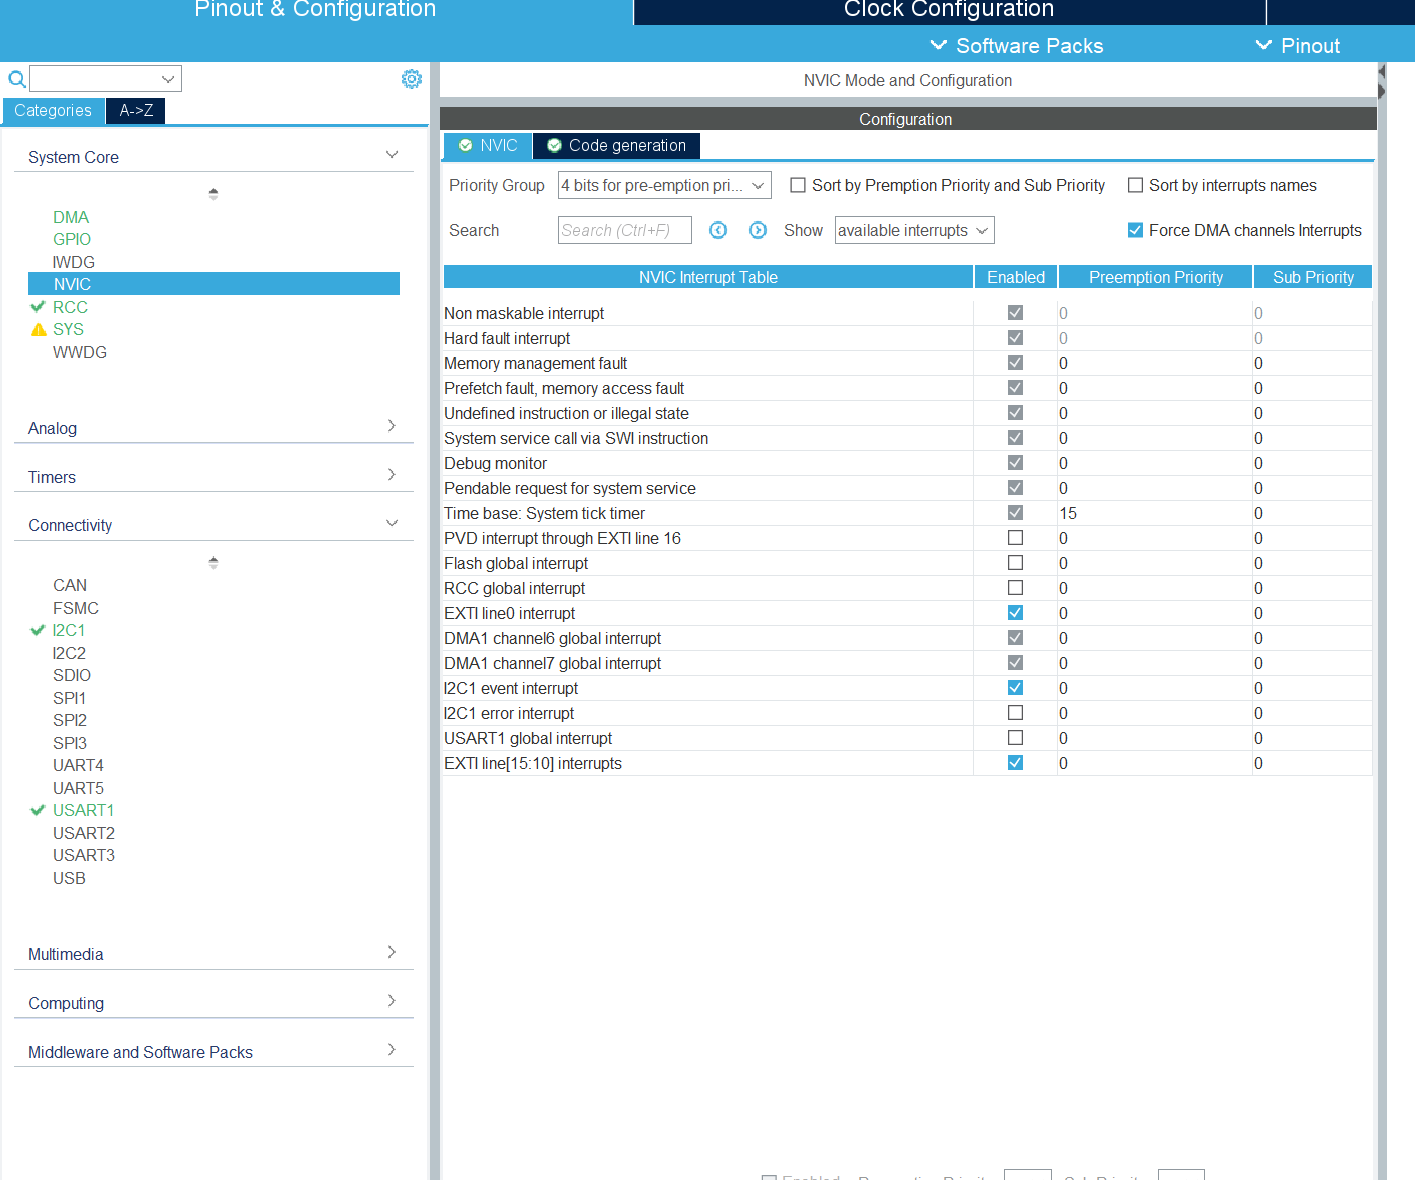 Pinout & Configuration
Clock Configuration
Software Packs
Pinout
Categories
A->Z
System Core
DMA
GPIO
IWDG
NVIC
RCC
SYS
WWDG
Analog
Timers
Connectivity
CAN
FSMC
I2C1
I2C2
SDIO
SPI1
SPI2
SPI3
UART4
UART5
USART1
USART2
USART3
USB
Multimedia
Computing
Middleware and Software Packs
NVIC Mode and Configuration
Configuration
NVIC
Code generation
Priority Group 4 bits for pre-emption pri... Sort by Premption Priority and Sub Priority Sort by interrupts names
Search Search (Ctrl+F) Show available interrupts Force DMA channels Interrupts
NVIC Interrupt Table Enabled Preemption Priority Sub Priority
Non maskable interrupt 0 0
Hard fault interrupt 0 0
Memory management fault 0 0
Prefetch fault, memory access fault 0 0
Undefined instruction or illegal state 0 0
System service call via SWI instruction 0 0
Debug monitor 0 0
Pendable request for system service 0 0
Time base: System tick timer 15 0
PVD interrupt through EXTI line 16 0 0
Flash global interrupt 0 0
RCC global interrupt 0 0
EXTI line0 interrupt 0 0
DMA1 channel6 global interrupt 0 0
DMA1 channel7 global interrupt 0 0
I2C1 event interrupt 0 0
I2C1 error interrupt 0 0
USART1 global interrupt 0 0
EXTI line[15:10] interrupts 0 0